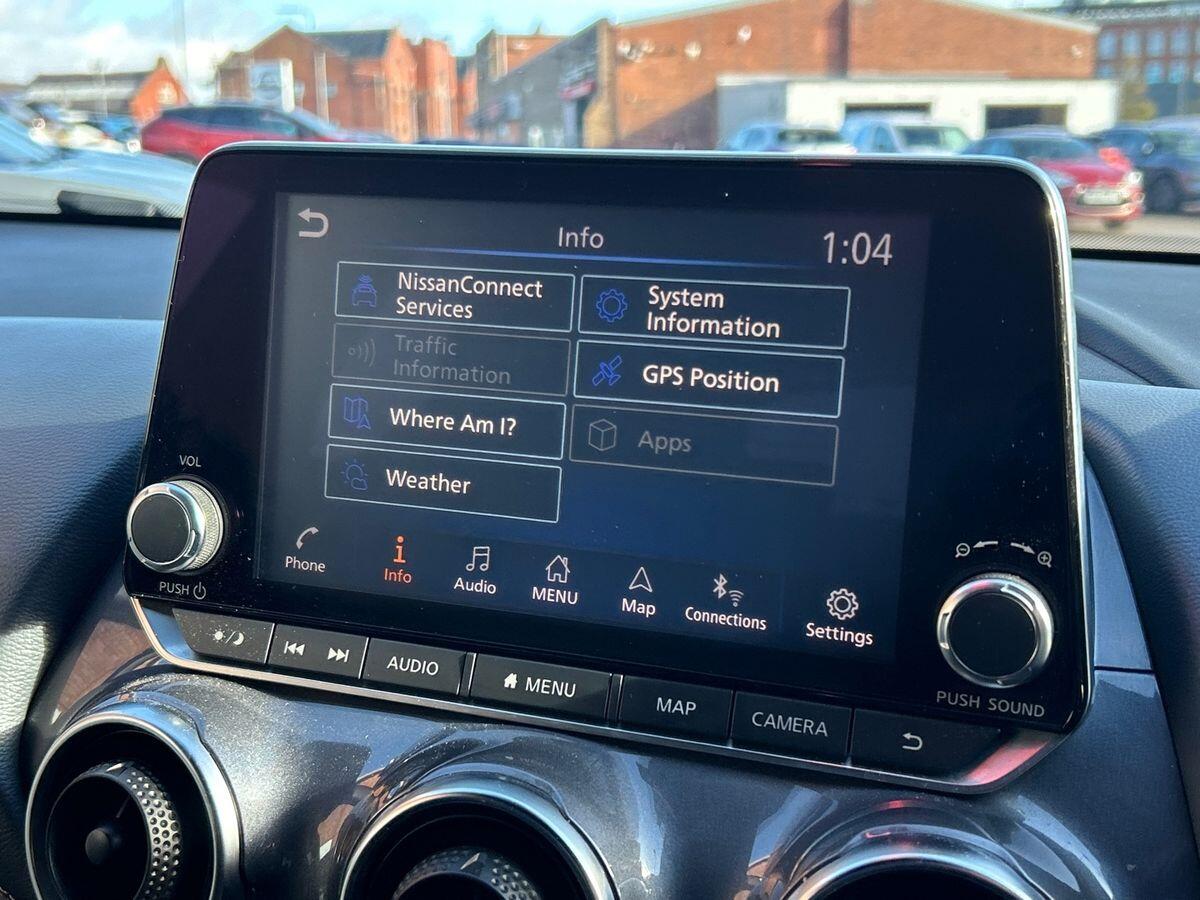 Info
1:04
NissanConnect
Services
System
Information
Traffic
Information
GPS Position
Where Am I?
Apps
Weather
Phone
Info
Audio
MENU
Map
Connections
Settings
VOL
PUSH
PUSH SOUND
AUDIO
MENU
MAP
CAMERA